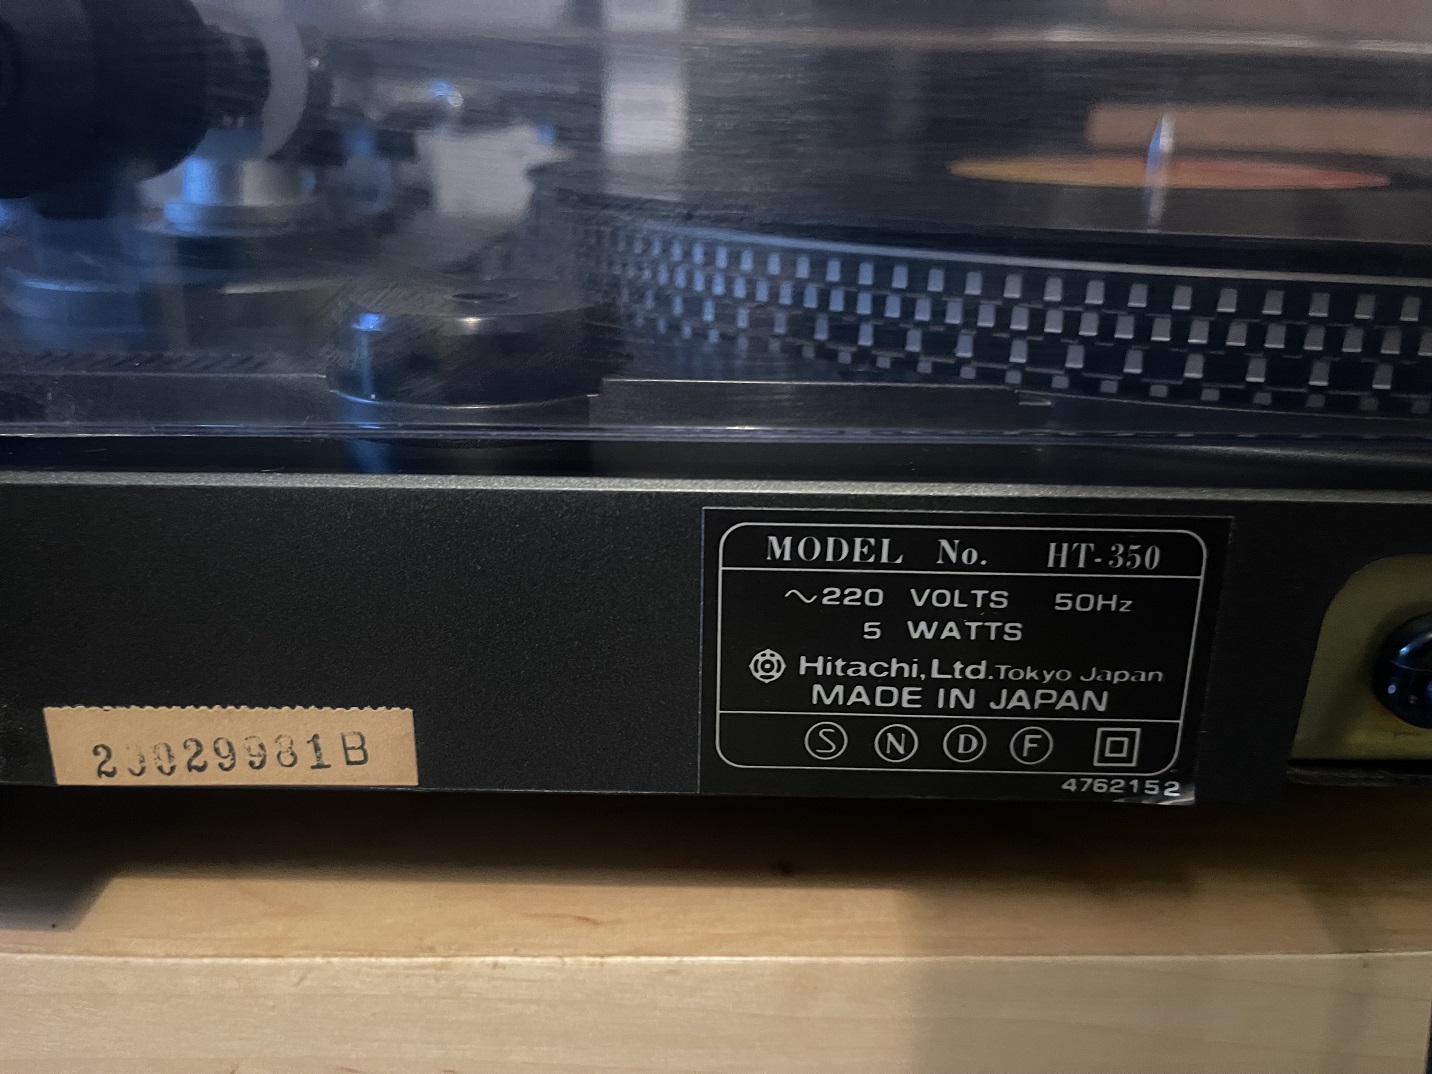 MODEL No. HT-350
~220 VOLTS 50Hz
5 WATTS
Hitachi, Ltd. Tokyo Japan
MADE IN JAPAN
S N D F
4762152